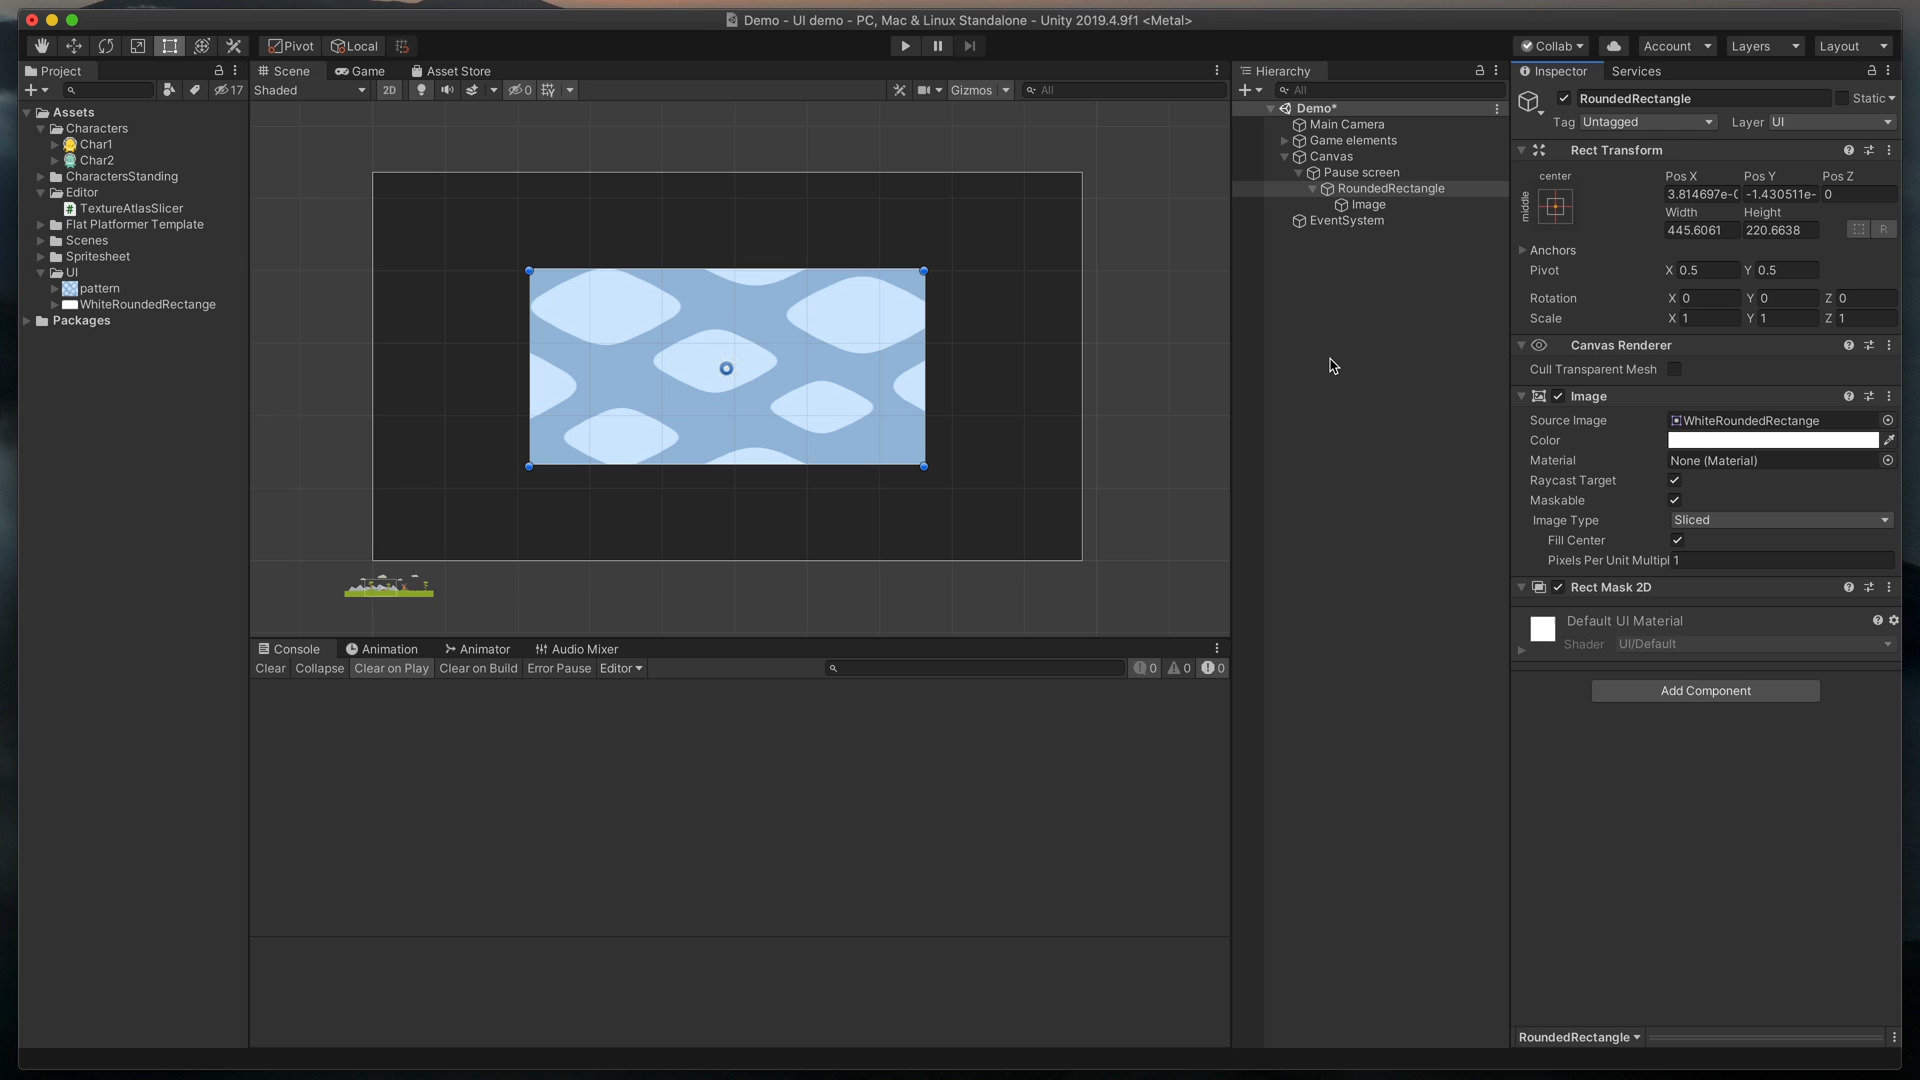 Demo - UI demo - PC, Mac & Linux Standalone - Unity 2019.4.9f1 <Metal>
Pivot
Local
Collab
Account
Layers
Layout
Project
17
Assets
Characters
Char1
Char2
CharactersStanding
Editor
TextureAtlasSlicer
Flat Platformer Template
Scenes
Spritesheet
UI
pattern
WhiteRoundedRectange
Packages
Scene
Game
Asset Store
Shaded
2D
0
Gizmos
All
Console
Animation
Animator
Audio Mixer
Clear
Collapse
Clear on Play
Clear on Build
Error Pause
Editor
0
0
0
Hierarchy
All
Demo*
Main Camera
Game elements
Canvas
Pause screen
RoundedRectangle
Image
EventSystem
Inspector
Services
RoundedRectangle
Static
Tag Untagged
Layer UI
Rect Transform
center
middle
Pos X Pos Y Pos Z
3.814697e-( -1.430511e- 0
Width Height
445.6061 220.6638
R
Anchors
Pivot X 0.5 Y 0.5
Rotation X 0 Y 0 Z 0
Scale X 1 Y 1 Z 1
Canvas Renderer
Cull Transparent Mesh
Image
Source Image WhiteRoundedRectange
Color
Material None (Material)
Raycast Target
Maskable
Image Type Sliced
Fill Center
Pixels Per Unit Multipl 1
Rect Mask 2D
Default UI Material
Shader UI/Default
Add Component
RoundedRectangle